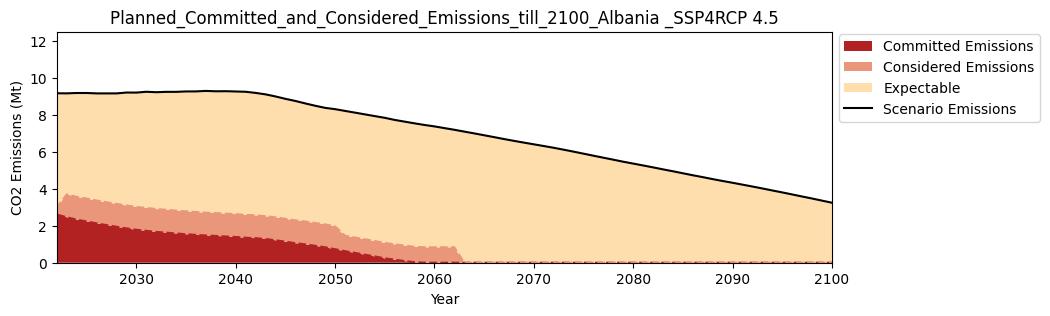 Planned_Committed_and_Considered_Emissions_till_2100_Albania _SSP4RCP 4.5
12
10
8
6
4
2
0
CO2 Emissions (Mt)
2030
2040
2050
2060
2070
2080
2090
2100
Year
Committed Emissions
Considered Emissions
Expectable
Scenario Emissions